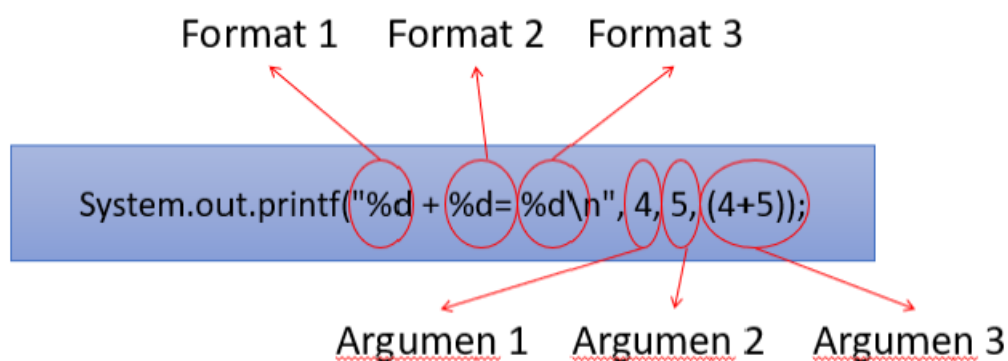 Format 1 Format 2 Format 3
System.out.printf("%d + %d= %d\n", 4, 5, (4+5));
Argumen 1 Argumen 2 Argumen 3